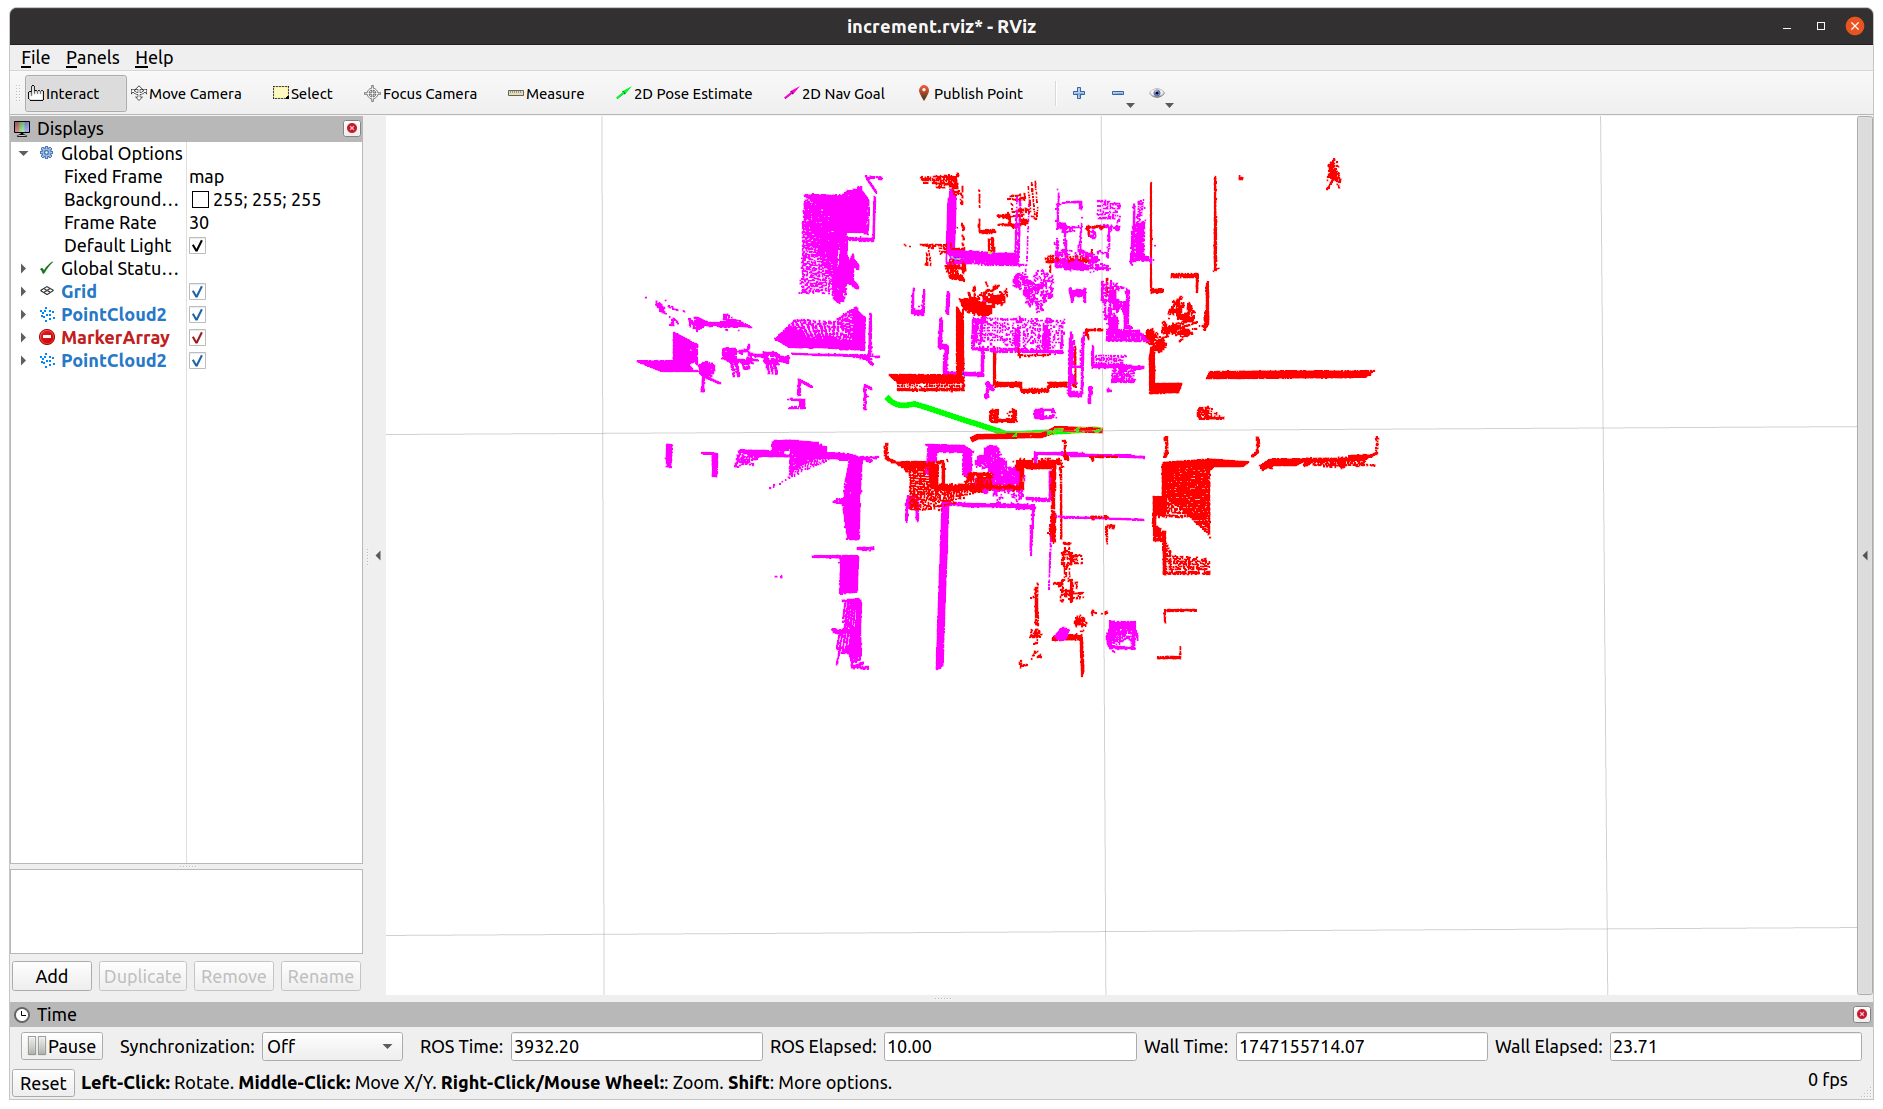 increment.rviz* - RViz
File Panels Help
Interact Move Camera Select Focus Camera Measure 2D Pose Estimate 2D Nav Goal Publish Point
Displays
Global Options
Fixed Frame map
Background... 255; 255; 255
Frame Rate 30
Default Light
Global Statu...
Grid
PointCloud2
MarkerArray
PointCloud2
Add Duplicate Remove Rename
Time
Pause Synchronization: Off ROS Time: 3932.20 ROS Elapsed: 10.00 Wall Time: 1747155714.07 Wall Elapsed: 23.71
Reset Left-Click: Rotate. Middle-Click: Move X/Y. Right-Click/Mouse Wheel:: Zoom. Shift: More options. 0 fps